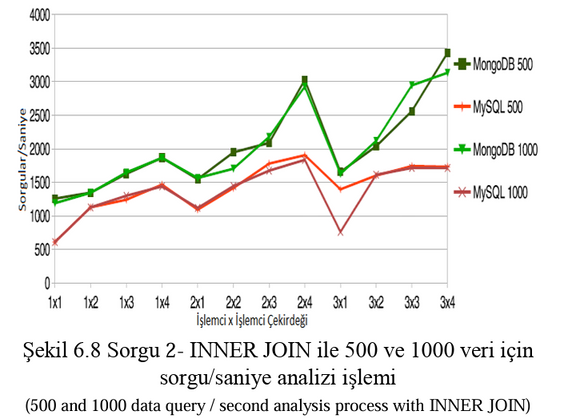 4000
3500
3000
2500
2000
1500
1000
500
0
Sorgular/Saniye
1x1 1x2 1x3 1x4 2x1 2x2 2x3 2x4 3x1 3x2 3x3 3x4
İşlemci x İşlemci Çekirdeği
MongoDB 500
MySQL 500
MongoDB 1000
MySQL 1000
Şekil 6.8 Sorgu 2- INNER JOIN ile 500 ve 1000 veri için
sorgu/saniye analizi işlemi
(500 and 1000 data query / second analysis process with INNER JOIN)